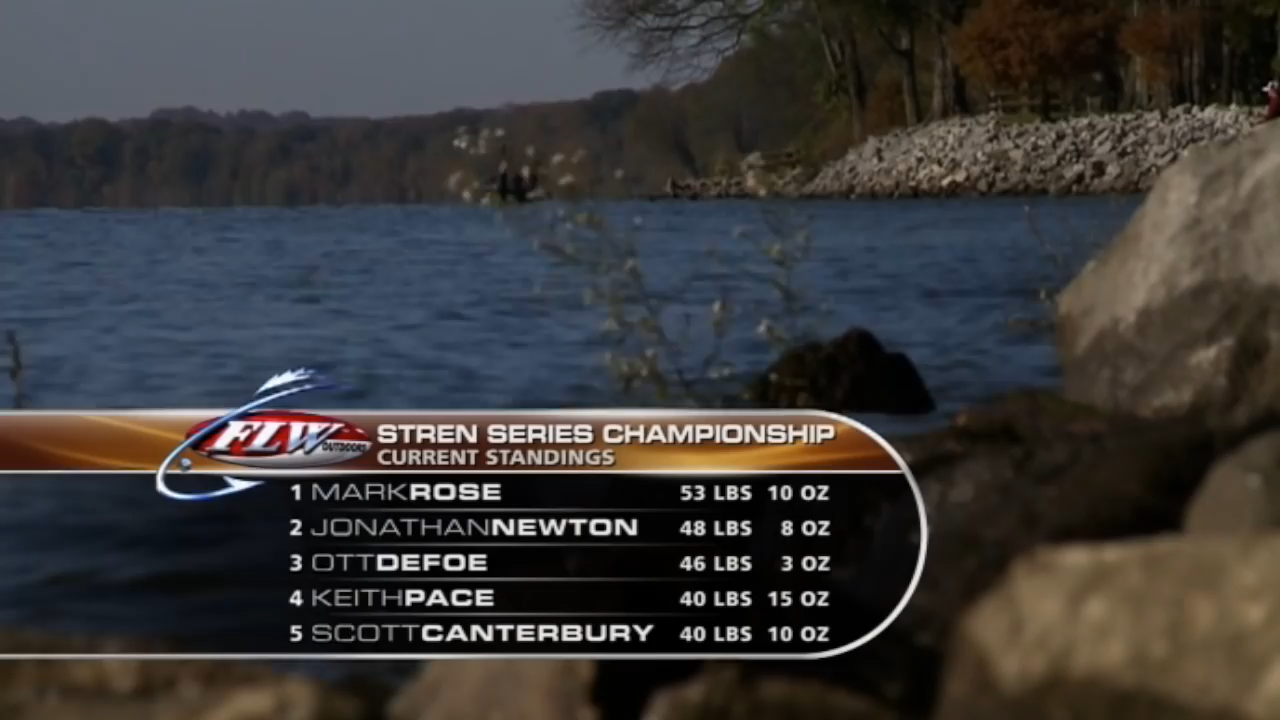 FLW OUTDOORS
STREN SERIES CHAMPIONSHIP
CURRENT STANDINGS
1 MARKROSE 53 LBS 10 OZ
2 JONATHANNEWTON 48 LBS 8 OZ
3 OTTDEFOE 46 LBS 3 OZ
4 KEITHPACE 40 LBS 15 OZ
5 SCOTTCANTERBURY 40 LBS 10 OZ